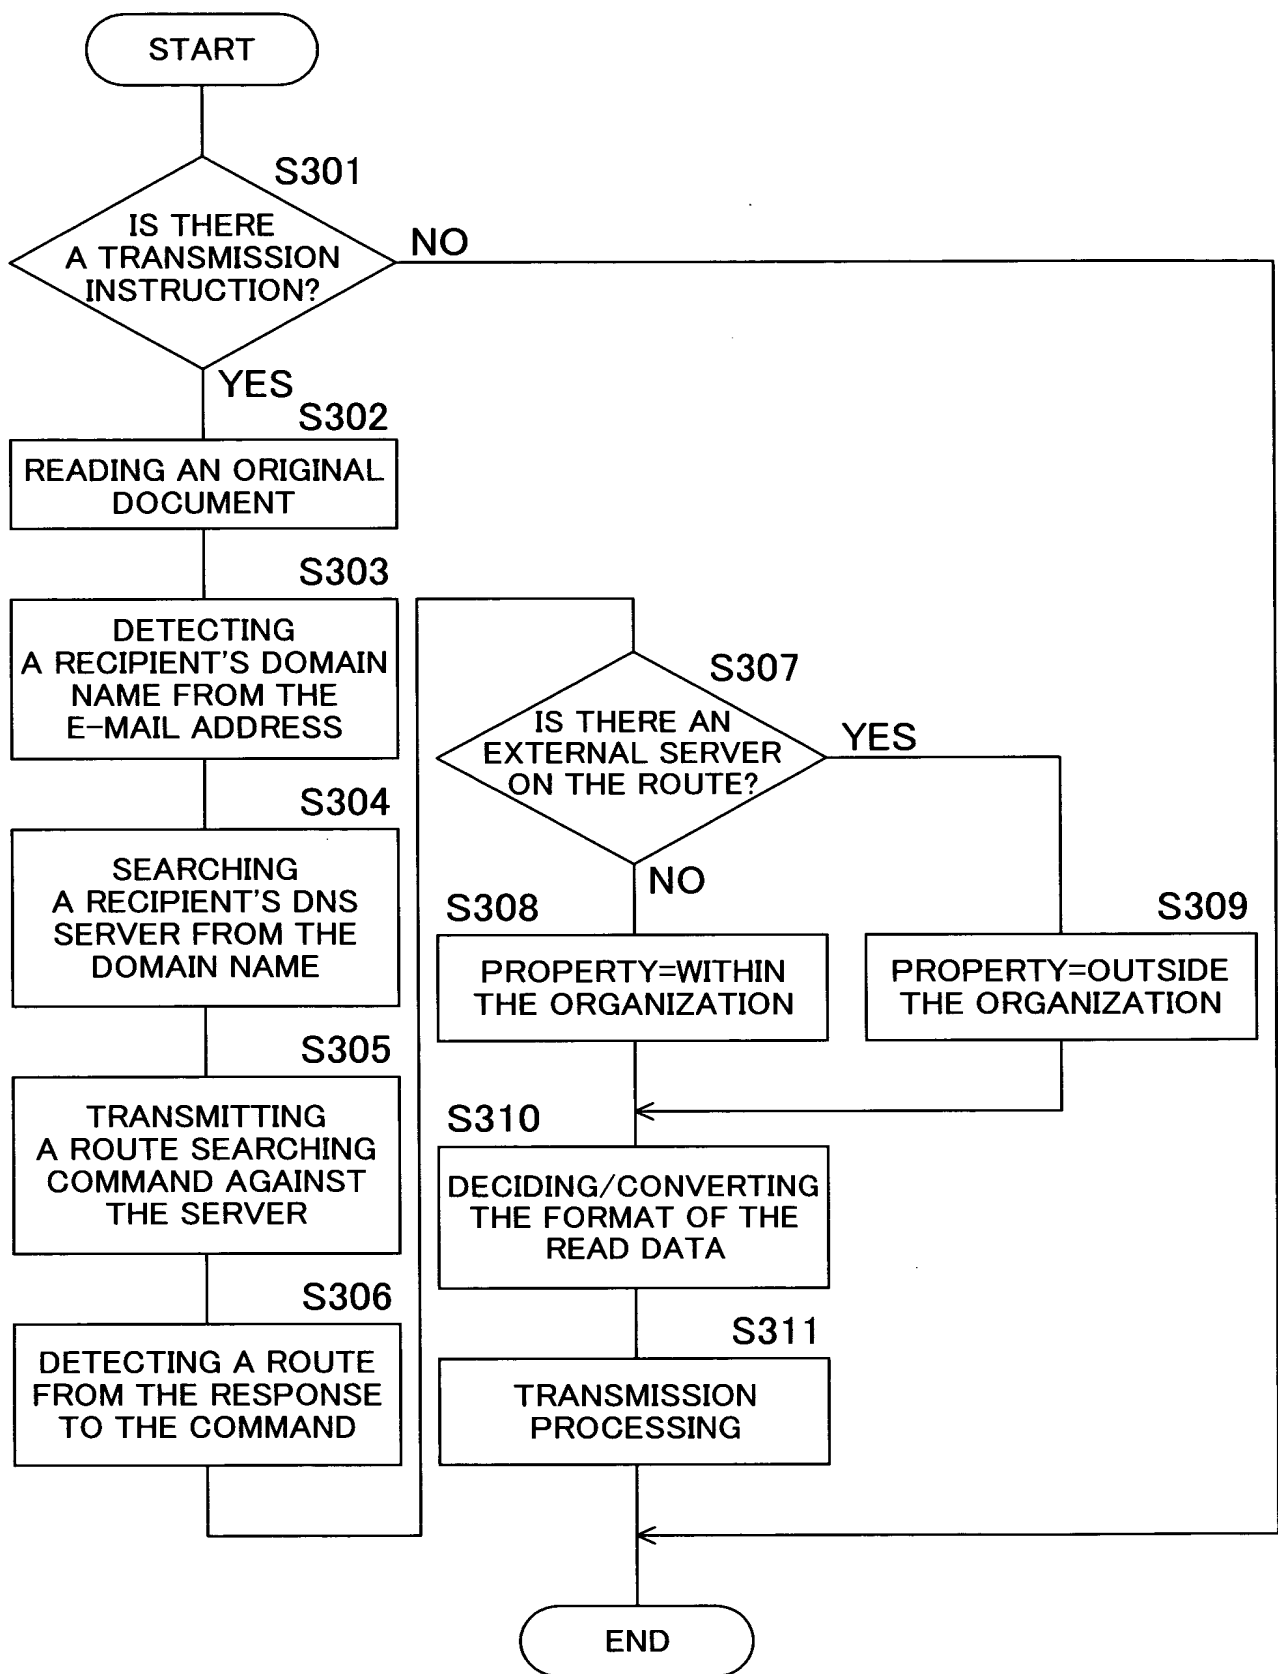 START
S301
IS THERE
A TRANSMISSION
INSTRUCTION?
NO
YES
S302
READING AN ORIGINAL
DOCUMENT
S303
DETECTING
A RECIPIENT'S DOMAIN
NAME FROM THE
E-MAIL ADDRESS
S304
SEARCHING
A RECIPIENT'S DNS
SERVER FROM THE
DOMAIN NAME
S305
TRANSMITTING
A ROUTE SEARCHING
COMMAND AGAINST
THE SERVER
S306
DETECTING A ROUTE
FROM THE RESPONSE
TO THE COMMAND
S307
IS THERE AN
EXTERNAL SERVER
ON THE ROUTE?
YES
NO
S308
PROPERTY=WITHIN
THE ORGANIZATION
S309
PROPERTY=OUTSIDE
THE ORGANIZATION
S310
DECIDING/CONVERTING
THE FORMAT OF THE
READ DATA
S311
TRANSMISSION
PROCESSING
END